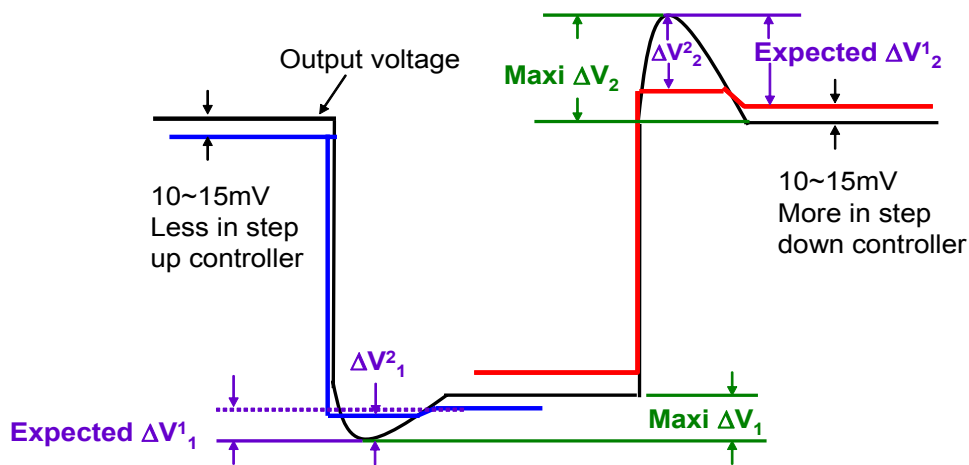 Output voltage
Maxi ΔV₂
ΔV²₂
Expected ΔV¹₂
10~15mV
Less in step
up controller
10~15mV
More in step
down controller
ΔV²₁
Expected ΔV¹₁
Maxi ΔV₁